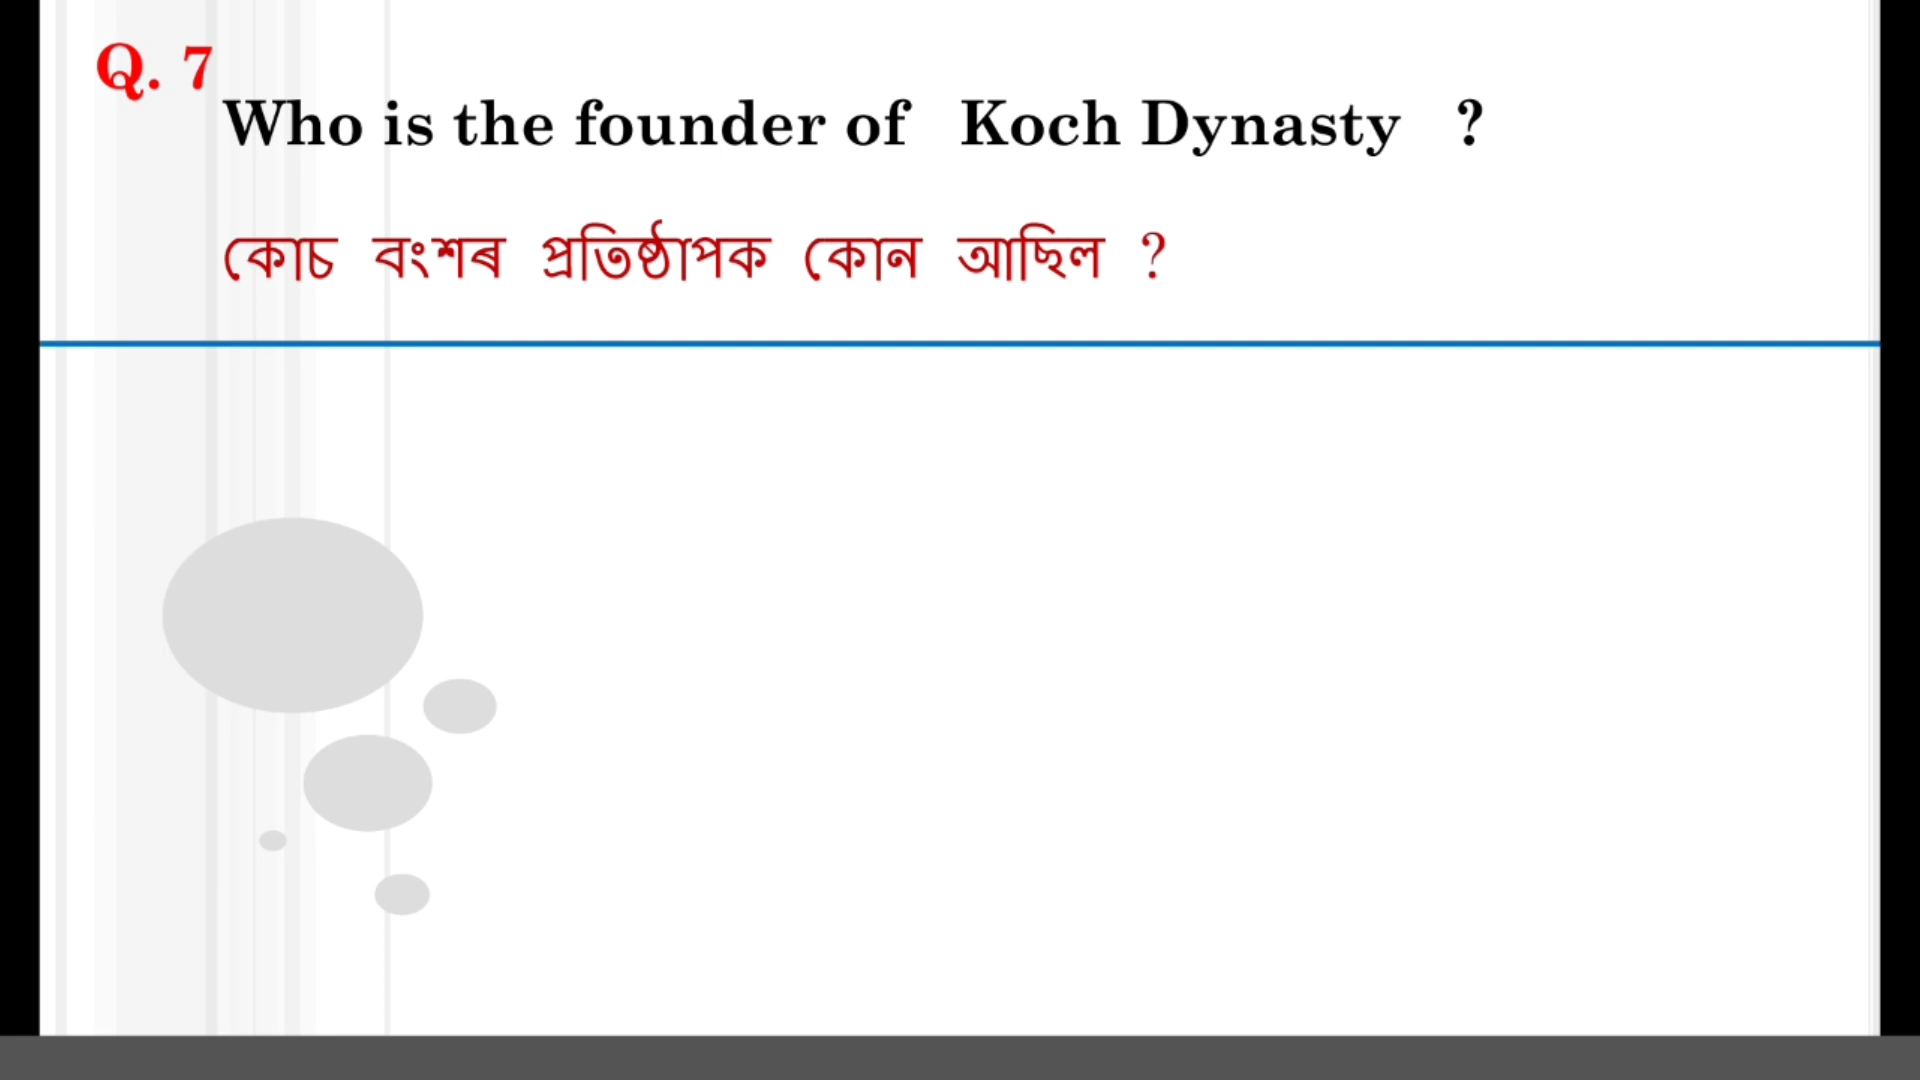 Q. 7
Who is the founder of Koch Dynasty ?
কোচ বংশৰ প্ৰতিষ্ঠাপক কোন আছিল ?